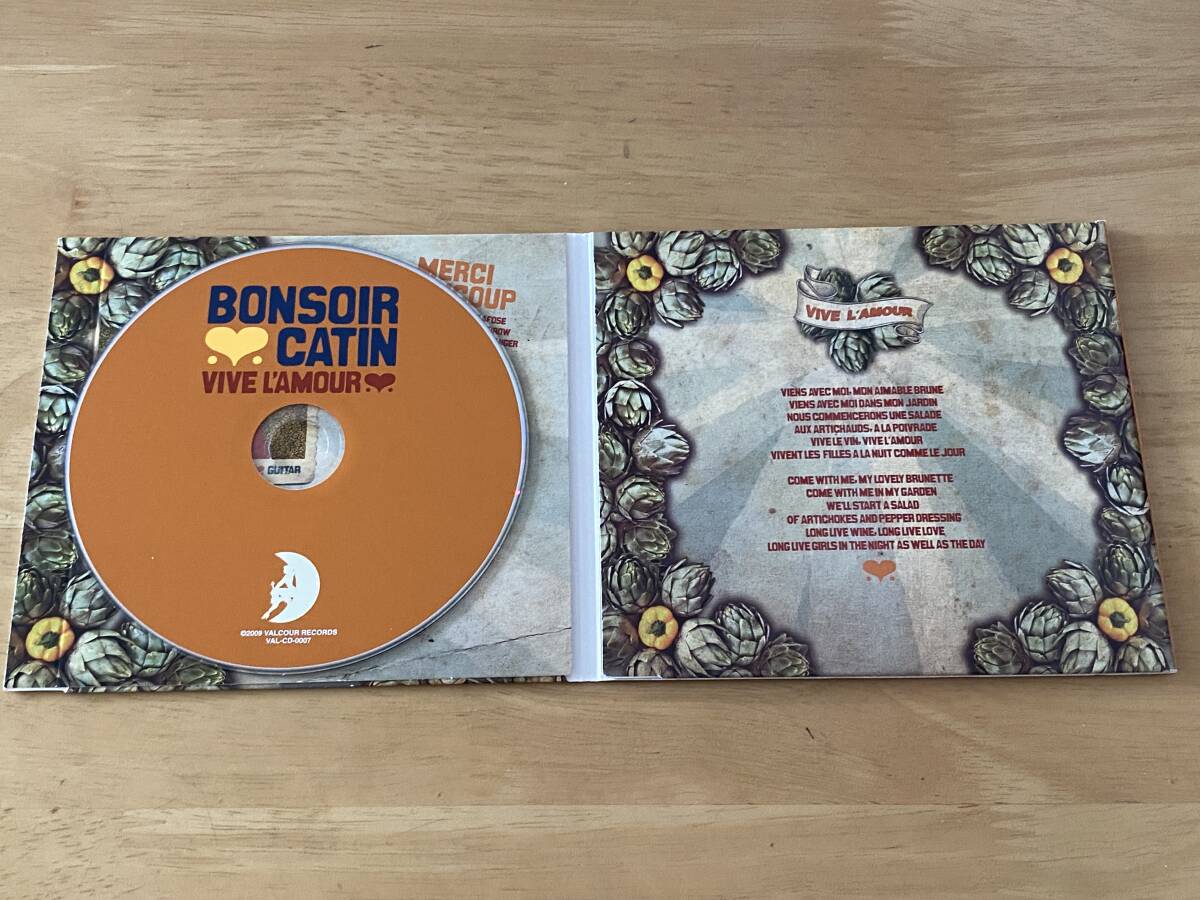 MERCI
BONSOIR
CATIN
VIVE L'AMOUR
GUITAR
©2009 VALCOUR RECORDS
VAL-CD-0007
VIVE L'AMOUR
VIENS AVEC MOI, MON AIMABLE BRUNE
VIENS AVEC MOI DANS MON JARDIN
NOUS COMMENCERONS UNE SALADE
AUX ARTICHAUDS, A LA POIVRADE
VIVE LE VIN, VIVE L'AMOUR
VIVENT LES FILLES A LA NUIT COMME LE JOUR
COME WITH ME, MY LOVELY BRUNETTE
COME WITH ME IN MY GARDEN
WE'LL START A SALAD
OF ARTICHOKES AND PEPPER DRESSING
LONG LIVE WINE, LONG LIVE LOVE
LONG LIVE GIRLS IN THE NIGHT AS WELL AS THE DAY